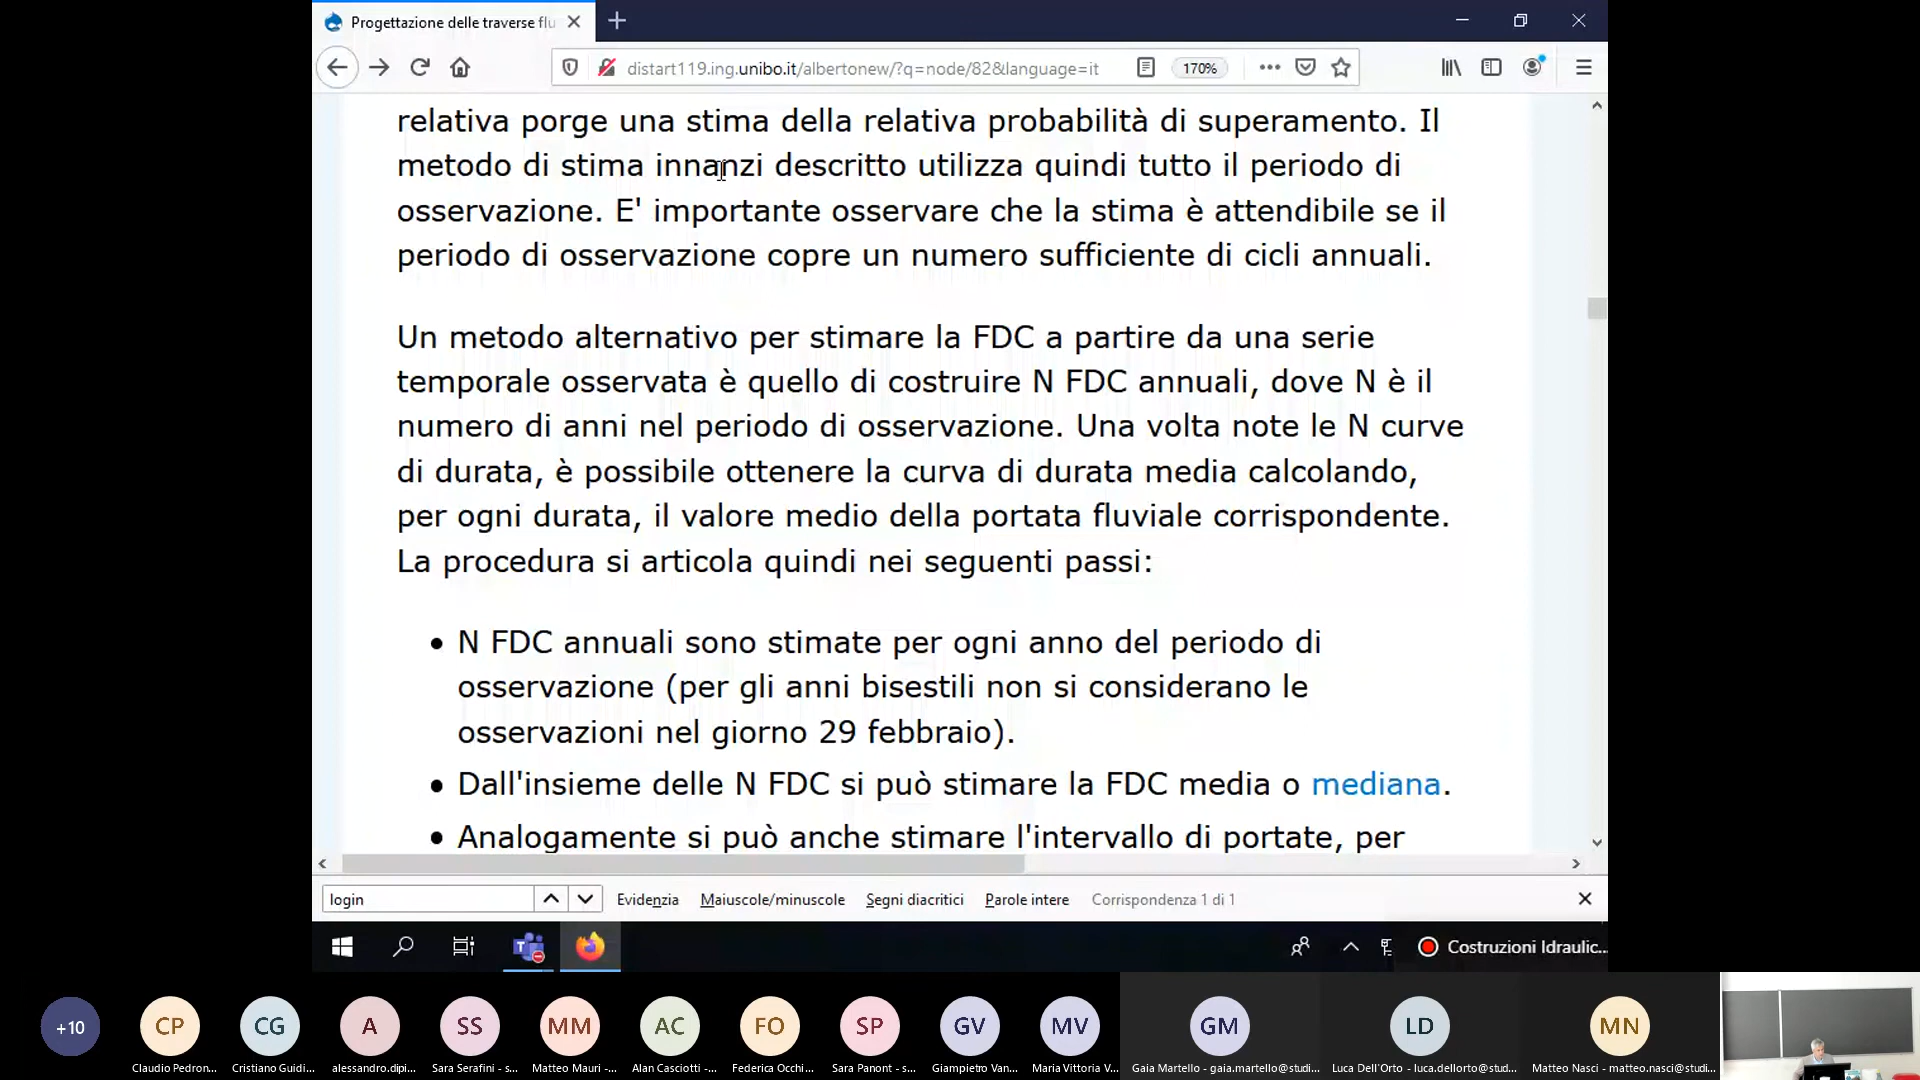 Progettazione delle traverse flu
distart119.ing.unibo.it/albertonew/?q=node/82&language=it
170%
relativa porge una stima della relativa probabilità di superamento. Il
metodo di stima innanzi descritto utilizza quindi tutto il periodo di
osservazione. E' importante osservare che la stima è attendibile se il
periodo di osservazione copre un numero sufficiente di cicli annuali.
Un metodo alternativo per stimare la FDC a partire da una serie
temporale osservata è quello di costruire N FDC annuali, dove N è il
numero di anni nel periodo di osservazione. Una volta note le N curve
di durata, è possibile ottenere la curva di durata media calcolando,
per ogni durata, il valore medio della portata fluviale corrispondente.
La procedura si articola quindi nei seguenti passi:
• N FDC annuali sono stimate per ogni anno del periodo di
osservazione (per gli anni bisestili non si considerano le
osservazioni nel giorno 29 febbraio).
• Dall'insieme delle N FDC si può stimare la FDC media o mediana.
• Analogamente si può anche stimare l'intervallo di portate, per
login Evidenzia Maiuscole/minuscole Segni diacritici Parole intere Corrispondenza 1 di 1
Costruzioni Idraulic...
+10 CP CG A SS MM AC FO SP GV MV GM LD MN
Claudio Pedron... Cristiano Guidi... alessandro.dipi... Sara Serafini - s... Matteo Mauri -... Alan Casciotti -... Federica Occhi... Sara Panont - s... Giampietro Van... Maria Vittoria V... Gaia Martello - gaia.martello@studi... Luca Dell'Orto - luca.dellorto@stud... Matteo Nasci - matteo.nasci@studi...